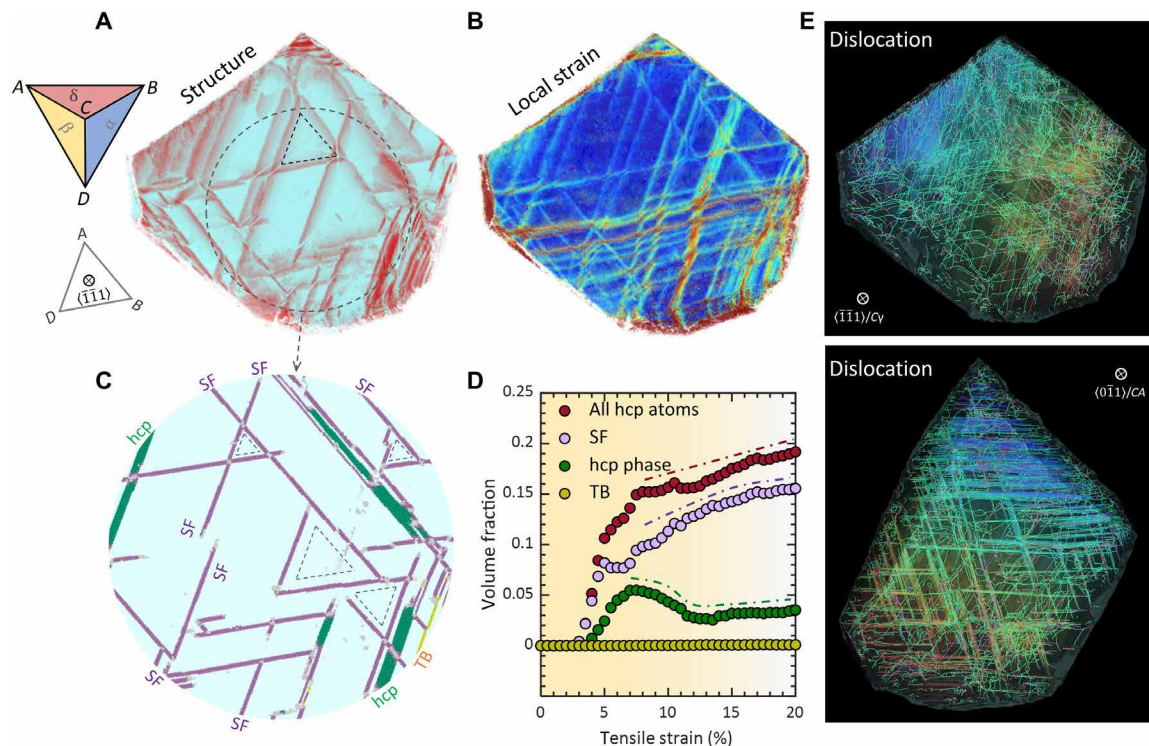 A
Structure
A
B
δ
C
β
α
D
A
⟨1̅1̅1⟩
D
B
B
Local strain
C
SF
SF
SF
hcp
SF
SF
SF
SF
hcp
TB
D
Volume fraction
0.25
0.2
0.15
0.1
0.05
0
All hcp atoms
SF
hcp phase
TB
0 5 10 15 20
Tensile strain (%)
E
Dislocation
⟨1̅1̅1⟩/Cγ
Dislocation
⟨01̅1⟩/CA